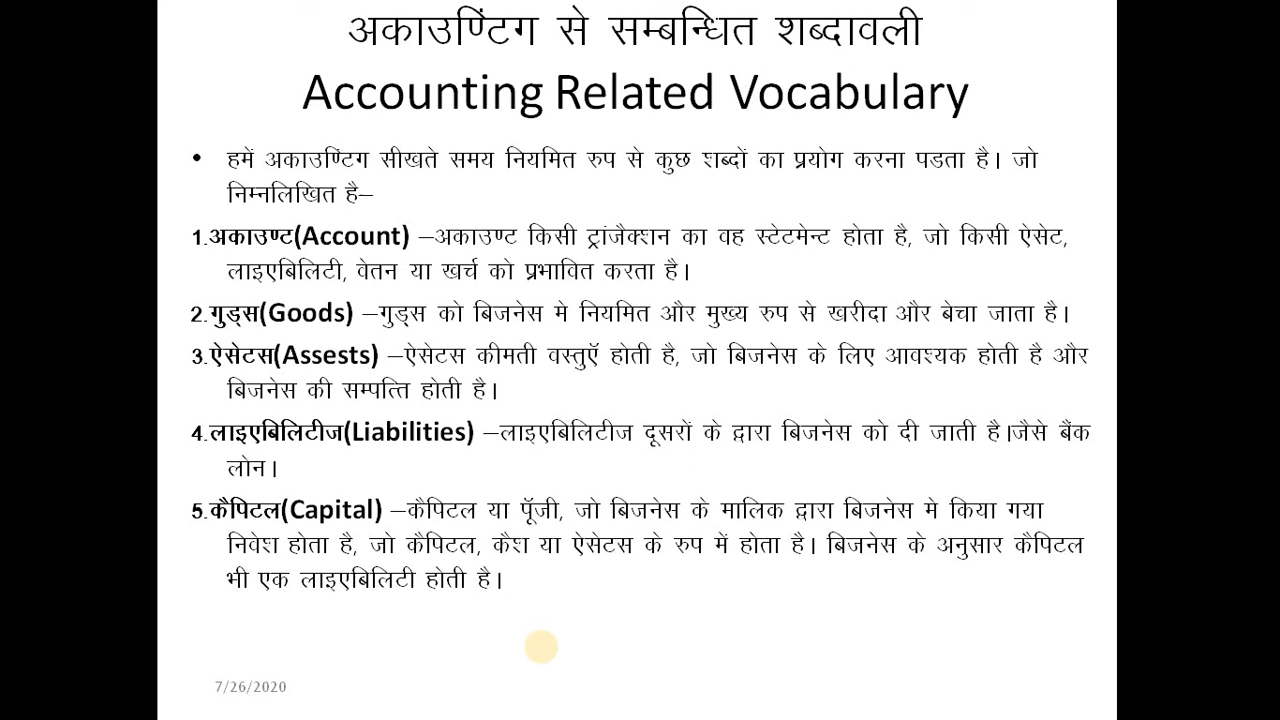 अकाउण्टिंग से सम्बन्धित शब्दावली
Accounting Related Vocabulary
• हमें अकाउण्टिंग सीखते समय नियमित रुप से कुछ शब्दों का प्रयोग करना पडता है। जो
निम्नलिखित है–
1.अकाउण्ट(Account) –अकाउण्ट किसी ट्रांजैक्शन का वह स्टेटमेन्ट होता है, जो किसी ऐसेट,
लाइएबिलिटी, वेतन या खर्च को प्रभावित करता है।
2.गुड्स(Goods) –गुड्स को बिजनेस मे नियमित और मुख्य रुप से खरीदा और बेचा जाता है।
3.ऐसेटस(Assests) –ऐसेटस कीमती वस्तुएॅ होती है, जो बिजनेस के लिए आवश्यक होती है और
बिजनेस की सम्पत्ति होती है।
4.लाइएबिलिटीज(Liabilities) –लाइएबिलिटीज दूसरों के द्वारा बिजनेस को दी जाती है।जैसे बैंक
लोन।
5.कैपिटल(Capital) –कैपिटल या पूॅजी, जो बिजनेस के मालिक द्वारा बिजनेस मे किया गया
निवेश होता है, जो कैपिटल, कैश या ऐसेटस के रुप में होता है। बिजनेस के अनुसार कैपिटल
भी एक लाइएबिलिटी होती है।
7/26/2020